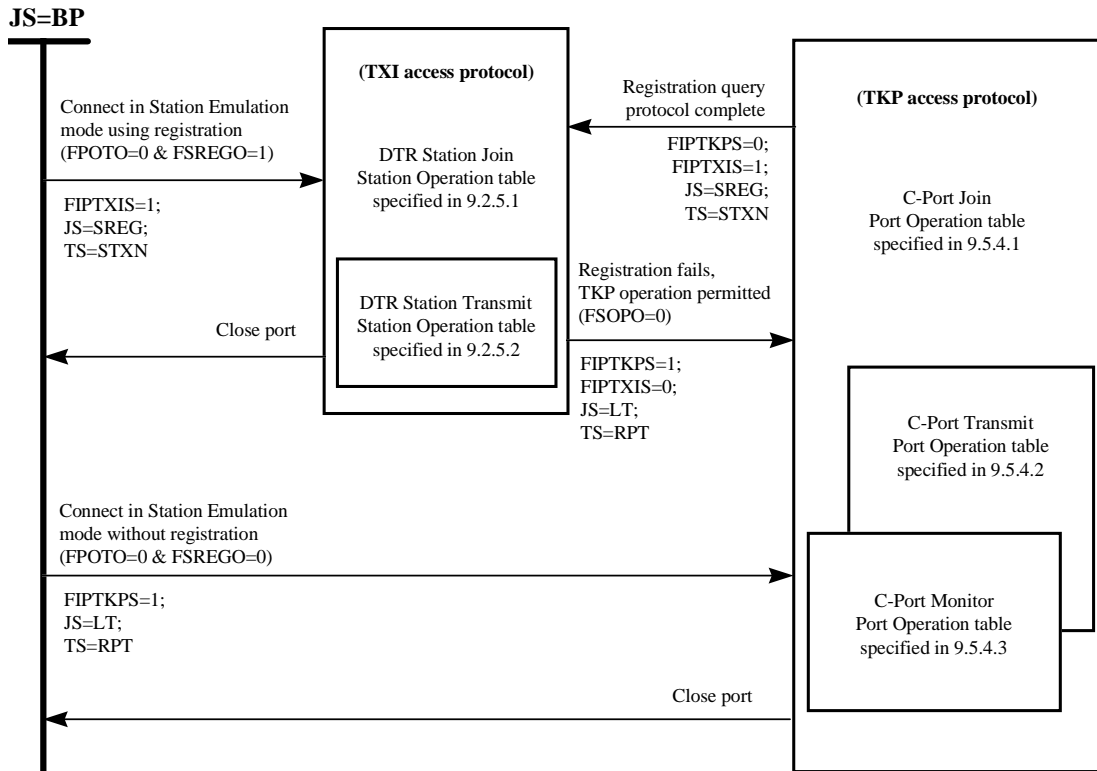 JS=BP
Connect in Station Emulation
mode using registration
(FPOTO=0 & FSREGO=1)
FIPTXIS=1;
JS=SREG;
TS=STXN
(TXI access protocol)
DTR Station Join
Station Operation table
specified in 9.2.5.1
DTR Station Transmit
Station Operation table
specified in 9.2.5.2
Close port
Registration query
protocol complete
FIPTKPS=0;
FIPTXIS=1;
JS=SREG;
TS=STXN
Registration fails,
TKP operation permitted
(FSOPO=0)
FIPTKPS=1;
FIPTXIS=0;
JS=LT;
TS=RPT
(TKP access protocol)
C-Port Join
Port Operation table
specified in 9.5.4.1
C-Port Transmit
Port Operation table
specified in 9.5.4.2
C-Port Monitor
Port Operation table
specified in 9.5.4.3
Connect in Station Emulation
mode without registration
(FPOTO=0 & FSREGO=0)
FIPTKPS=1;
JS=LT;
TS=RPT
Close port